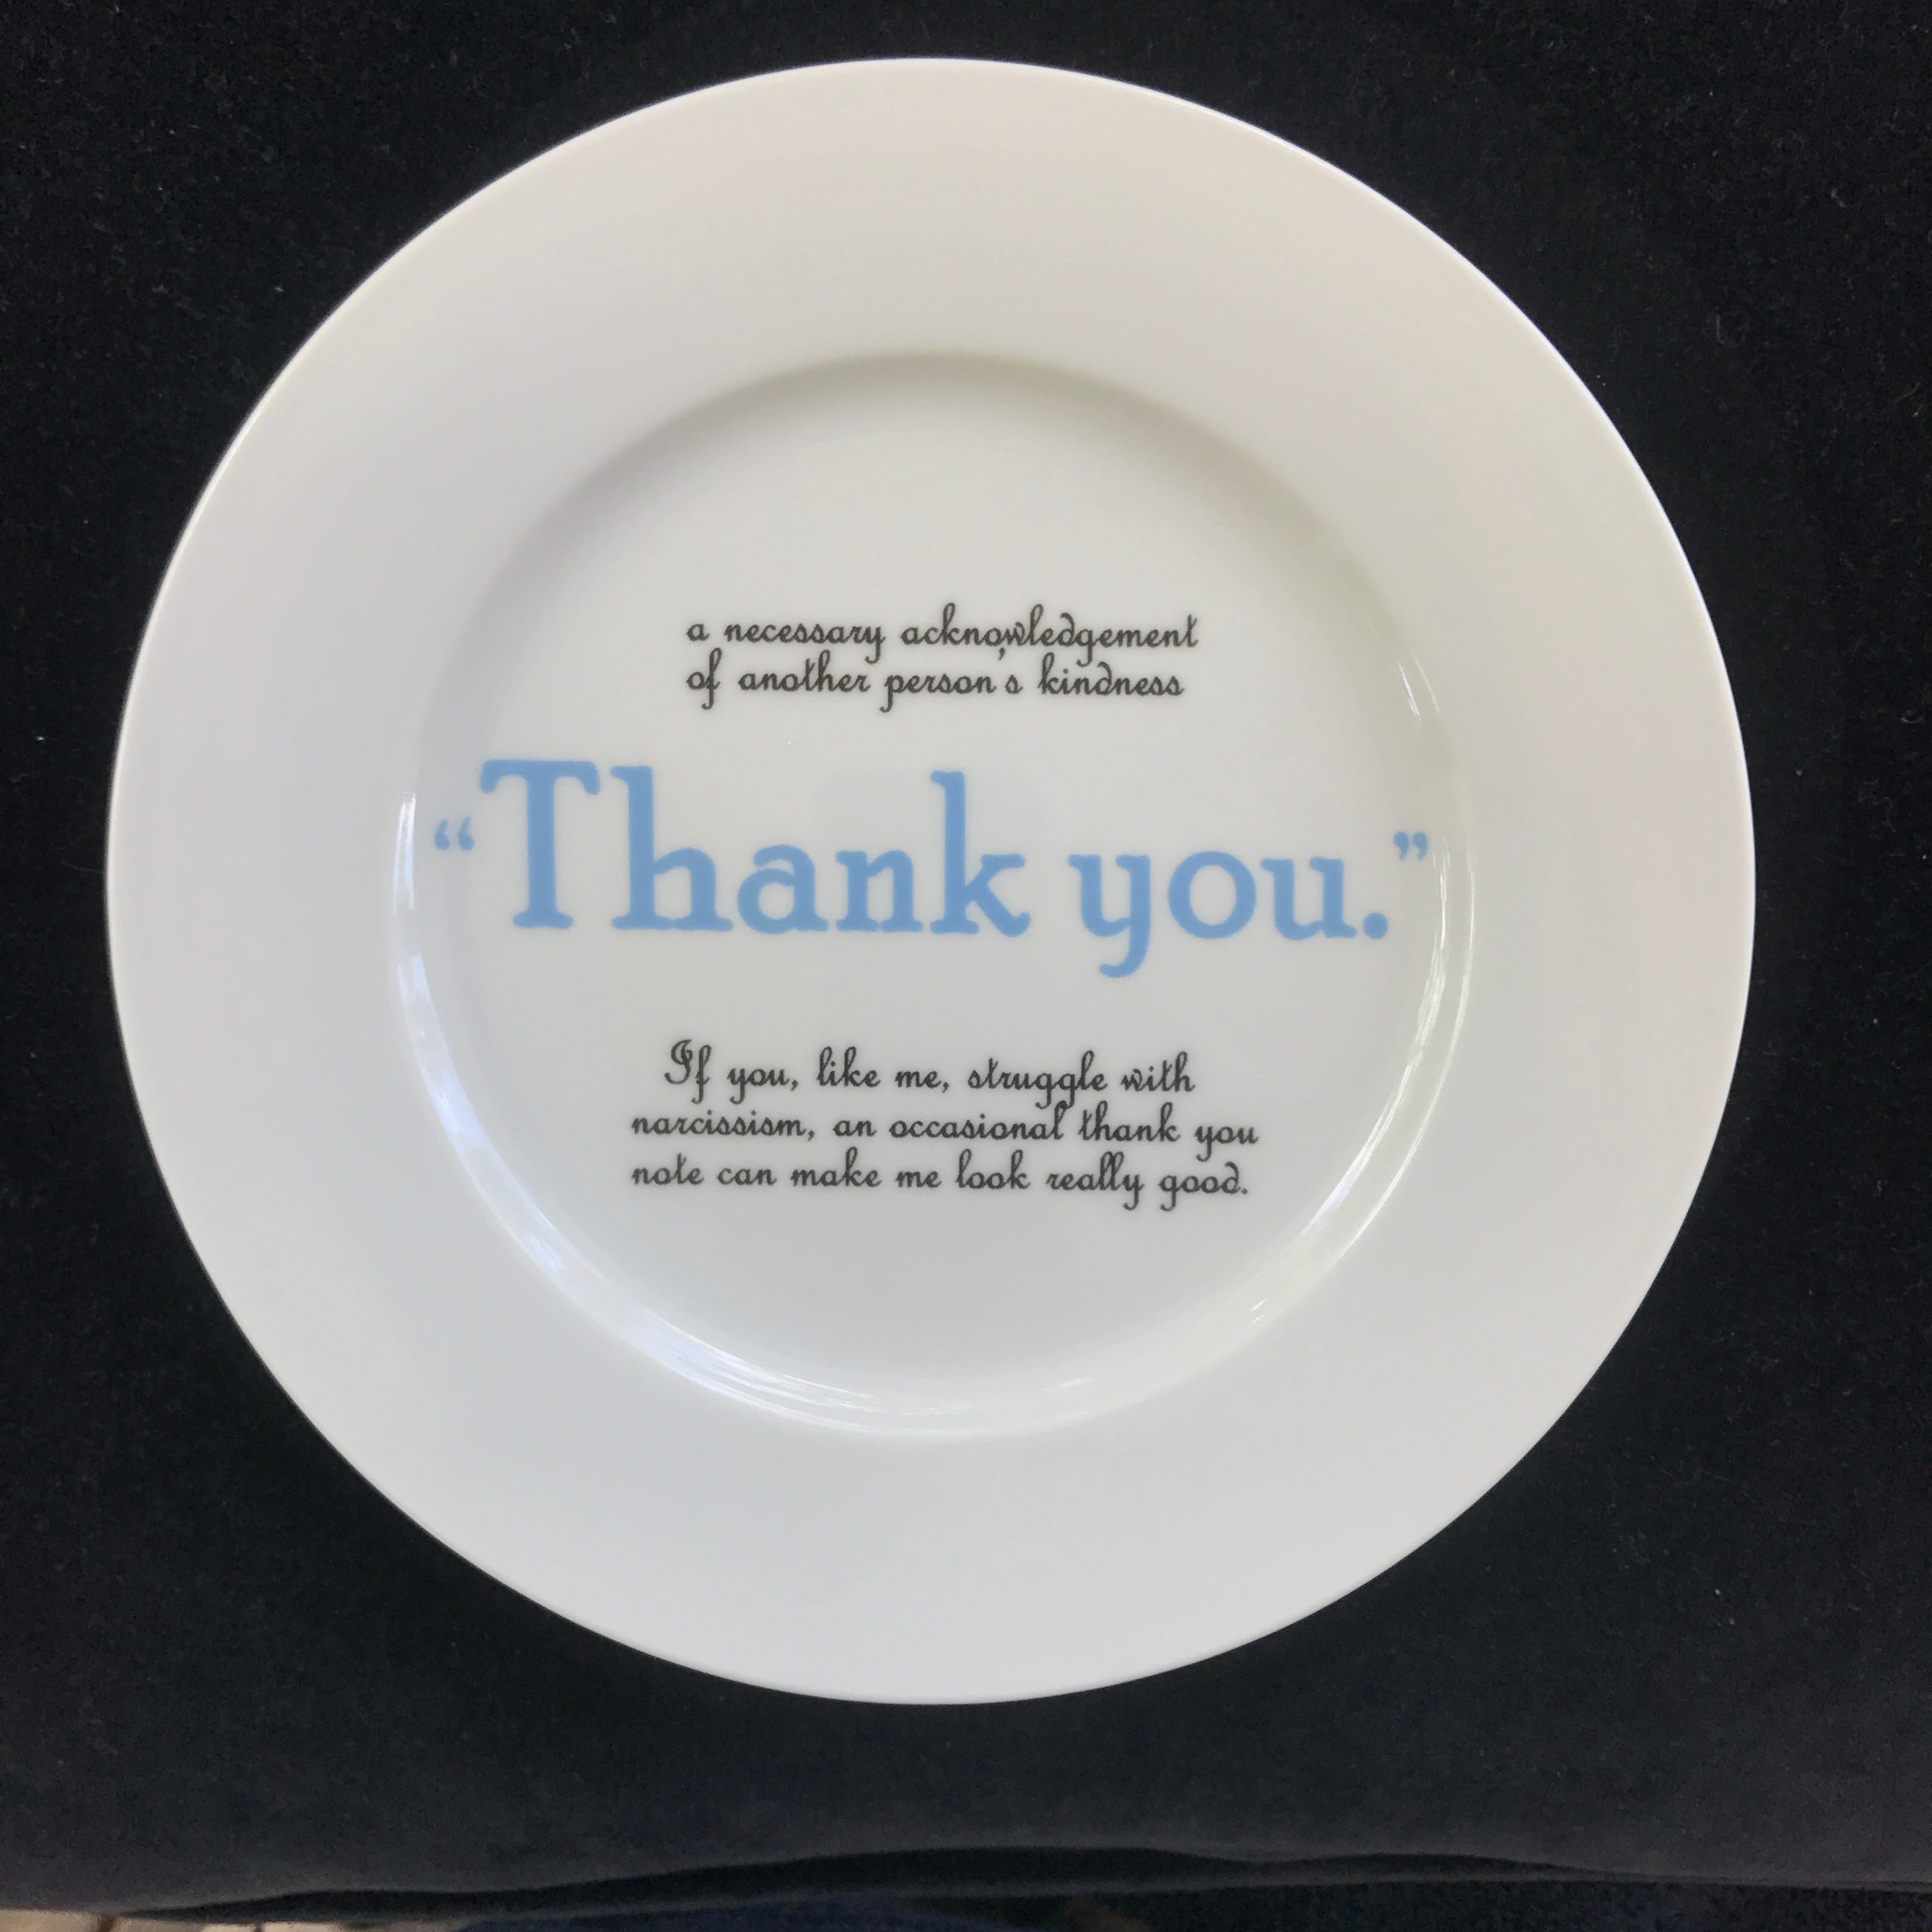 a necessary acknowledgement
of another person's kindness
“Thank you.”
If you, like me, struggle with
narcissism, an occasional thank you
note can make me look really good.